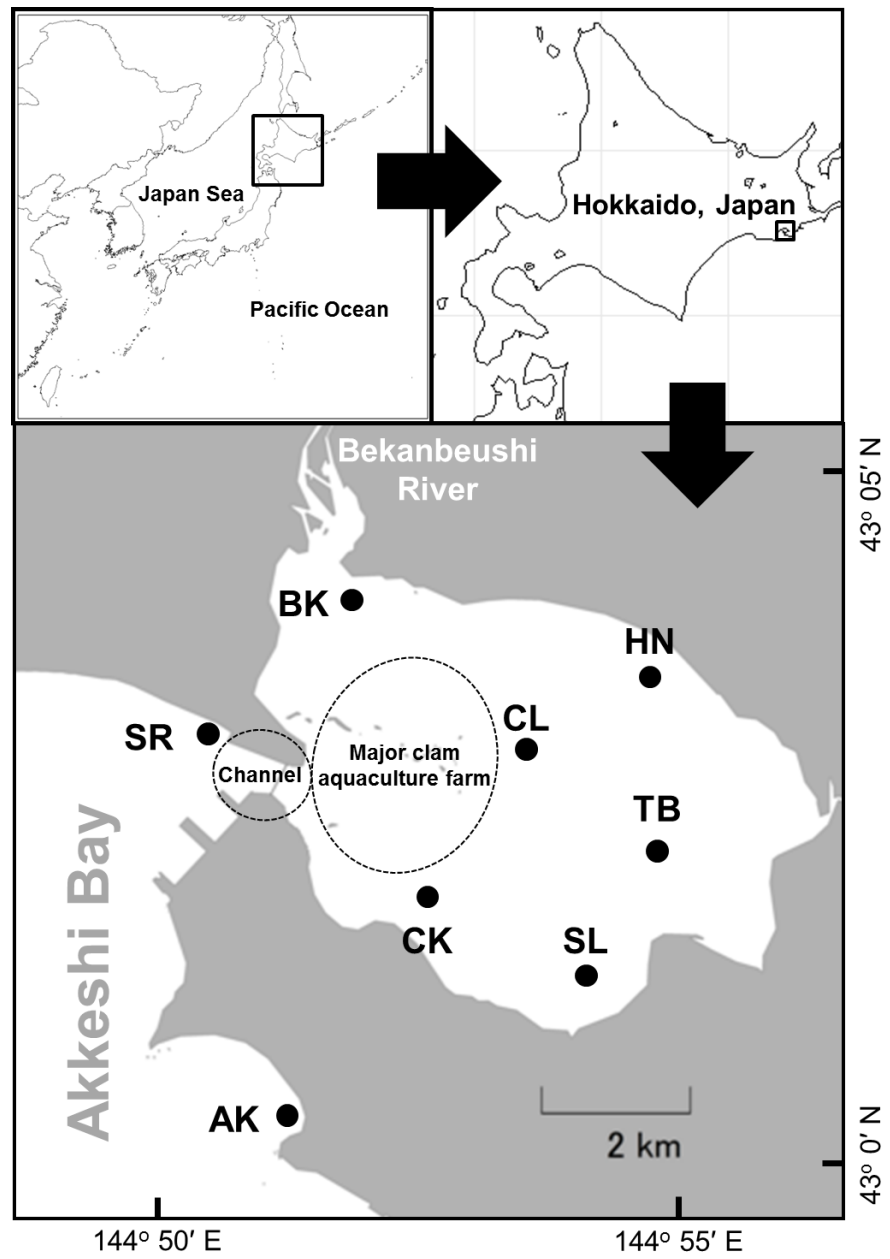 Japan Sea
Pacific Ocean
Hokkaido, Japan
Bekanbeushi
River
43° 05' N
BK
HN
SR
CL
Channel
Major clam
aquaculture farm
TB
Akkeshi Bay
CK
SL
AK
2 km
43° 0' N
144° 50' E
144° 55' E